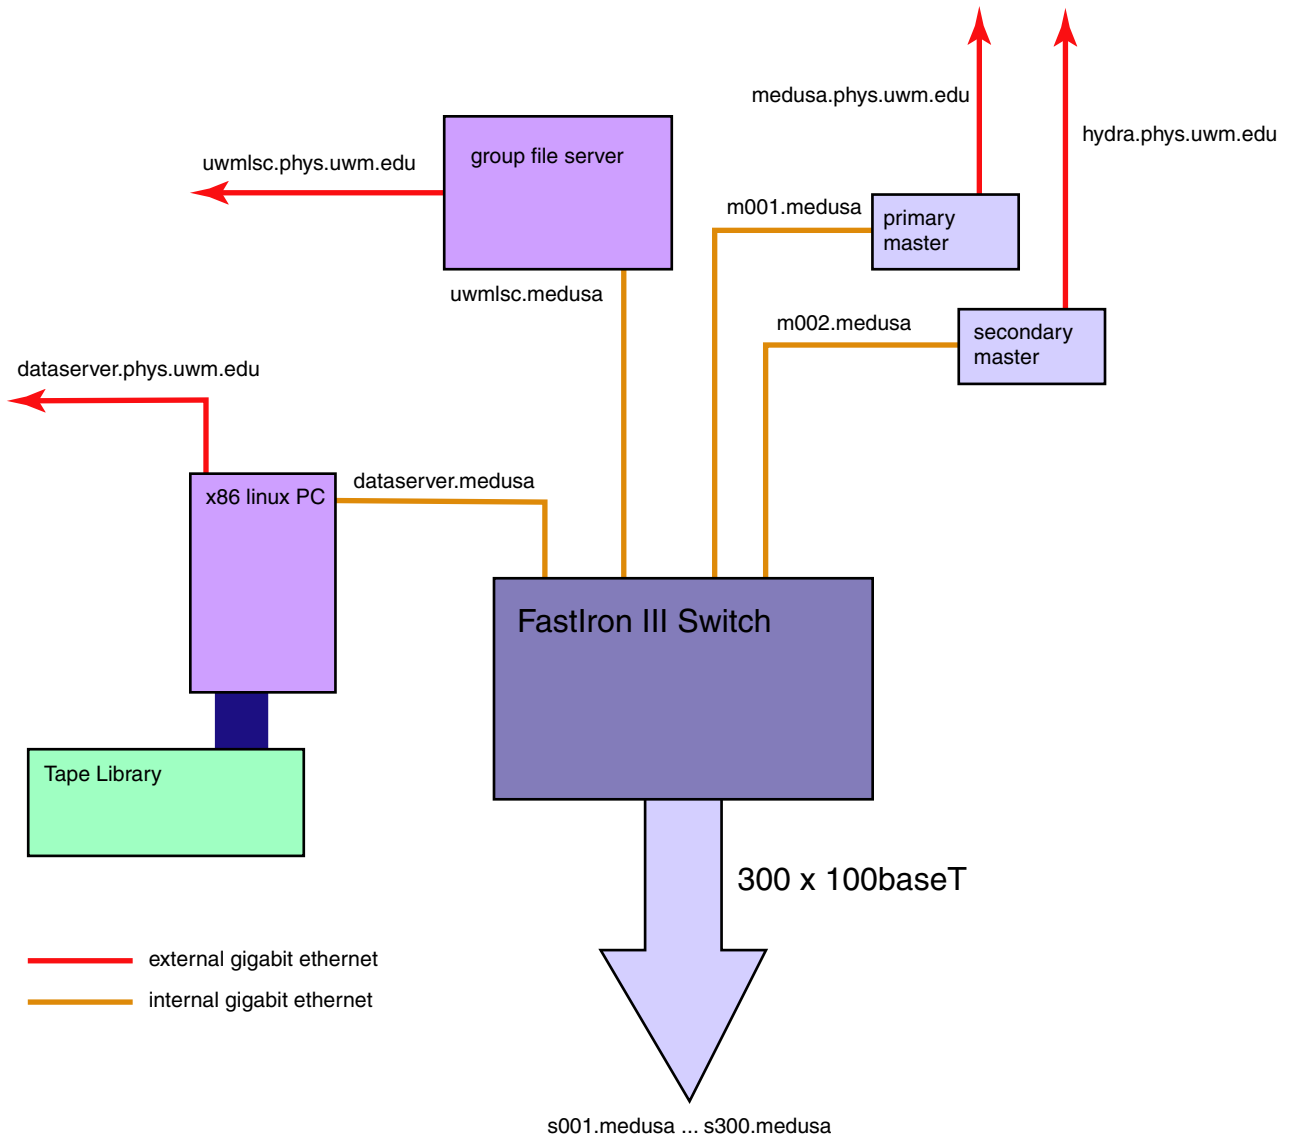 medusa.phys.uwm.edu
hydra.phys.uwm.edu
uwmlsc.phys.uwm.edu
group file server
m001.medusa
primary
master
uwmlsc.medusa
m002.medusa
secondary
master
dataserver.phys.uwm.edu
x86 linux PC
dataserver.medusa
FastIron III Switch
Tape Library
300 x 100baseT
external gigabit ethernet
internal gigabit ethernet
s001.medusa ... s300.medusa